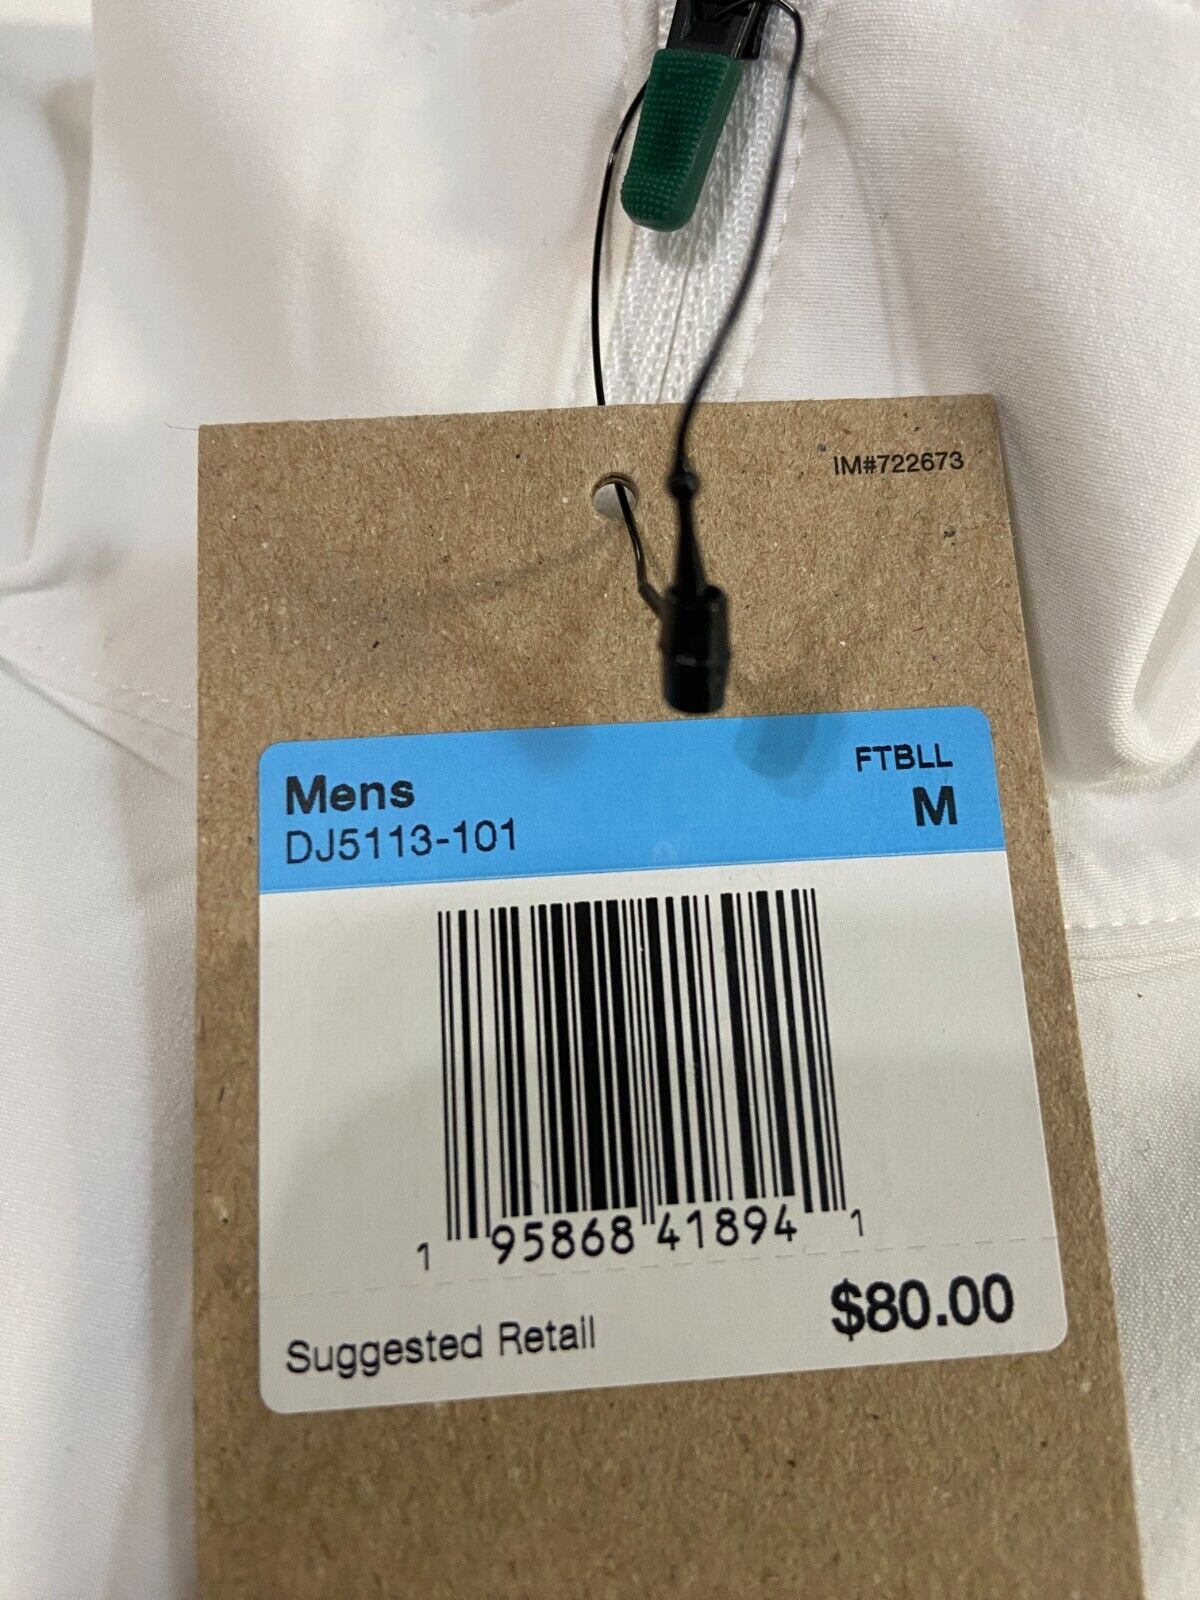 IM#722673
Mens FTBLL
DJ5113-101 M
1 95868 41894 1
Suggested Retail $80.00